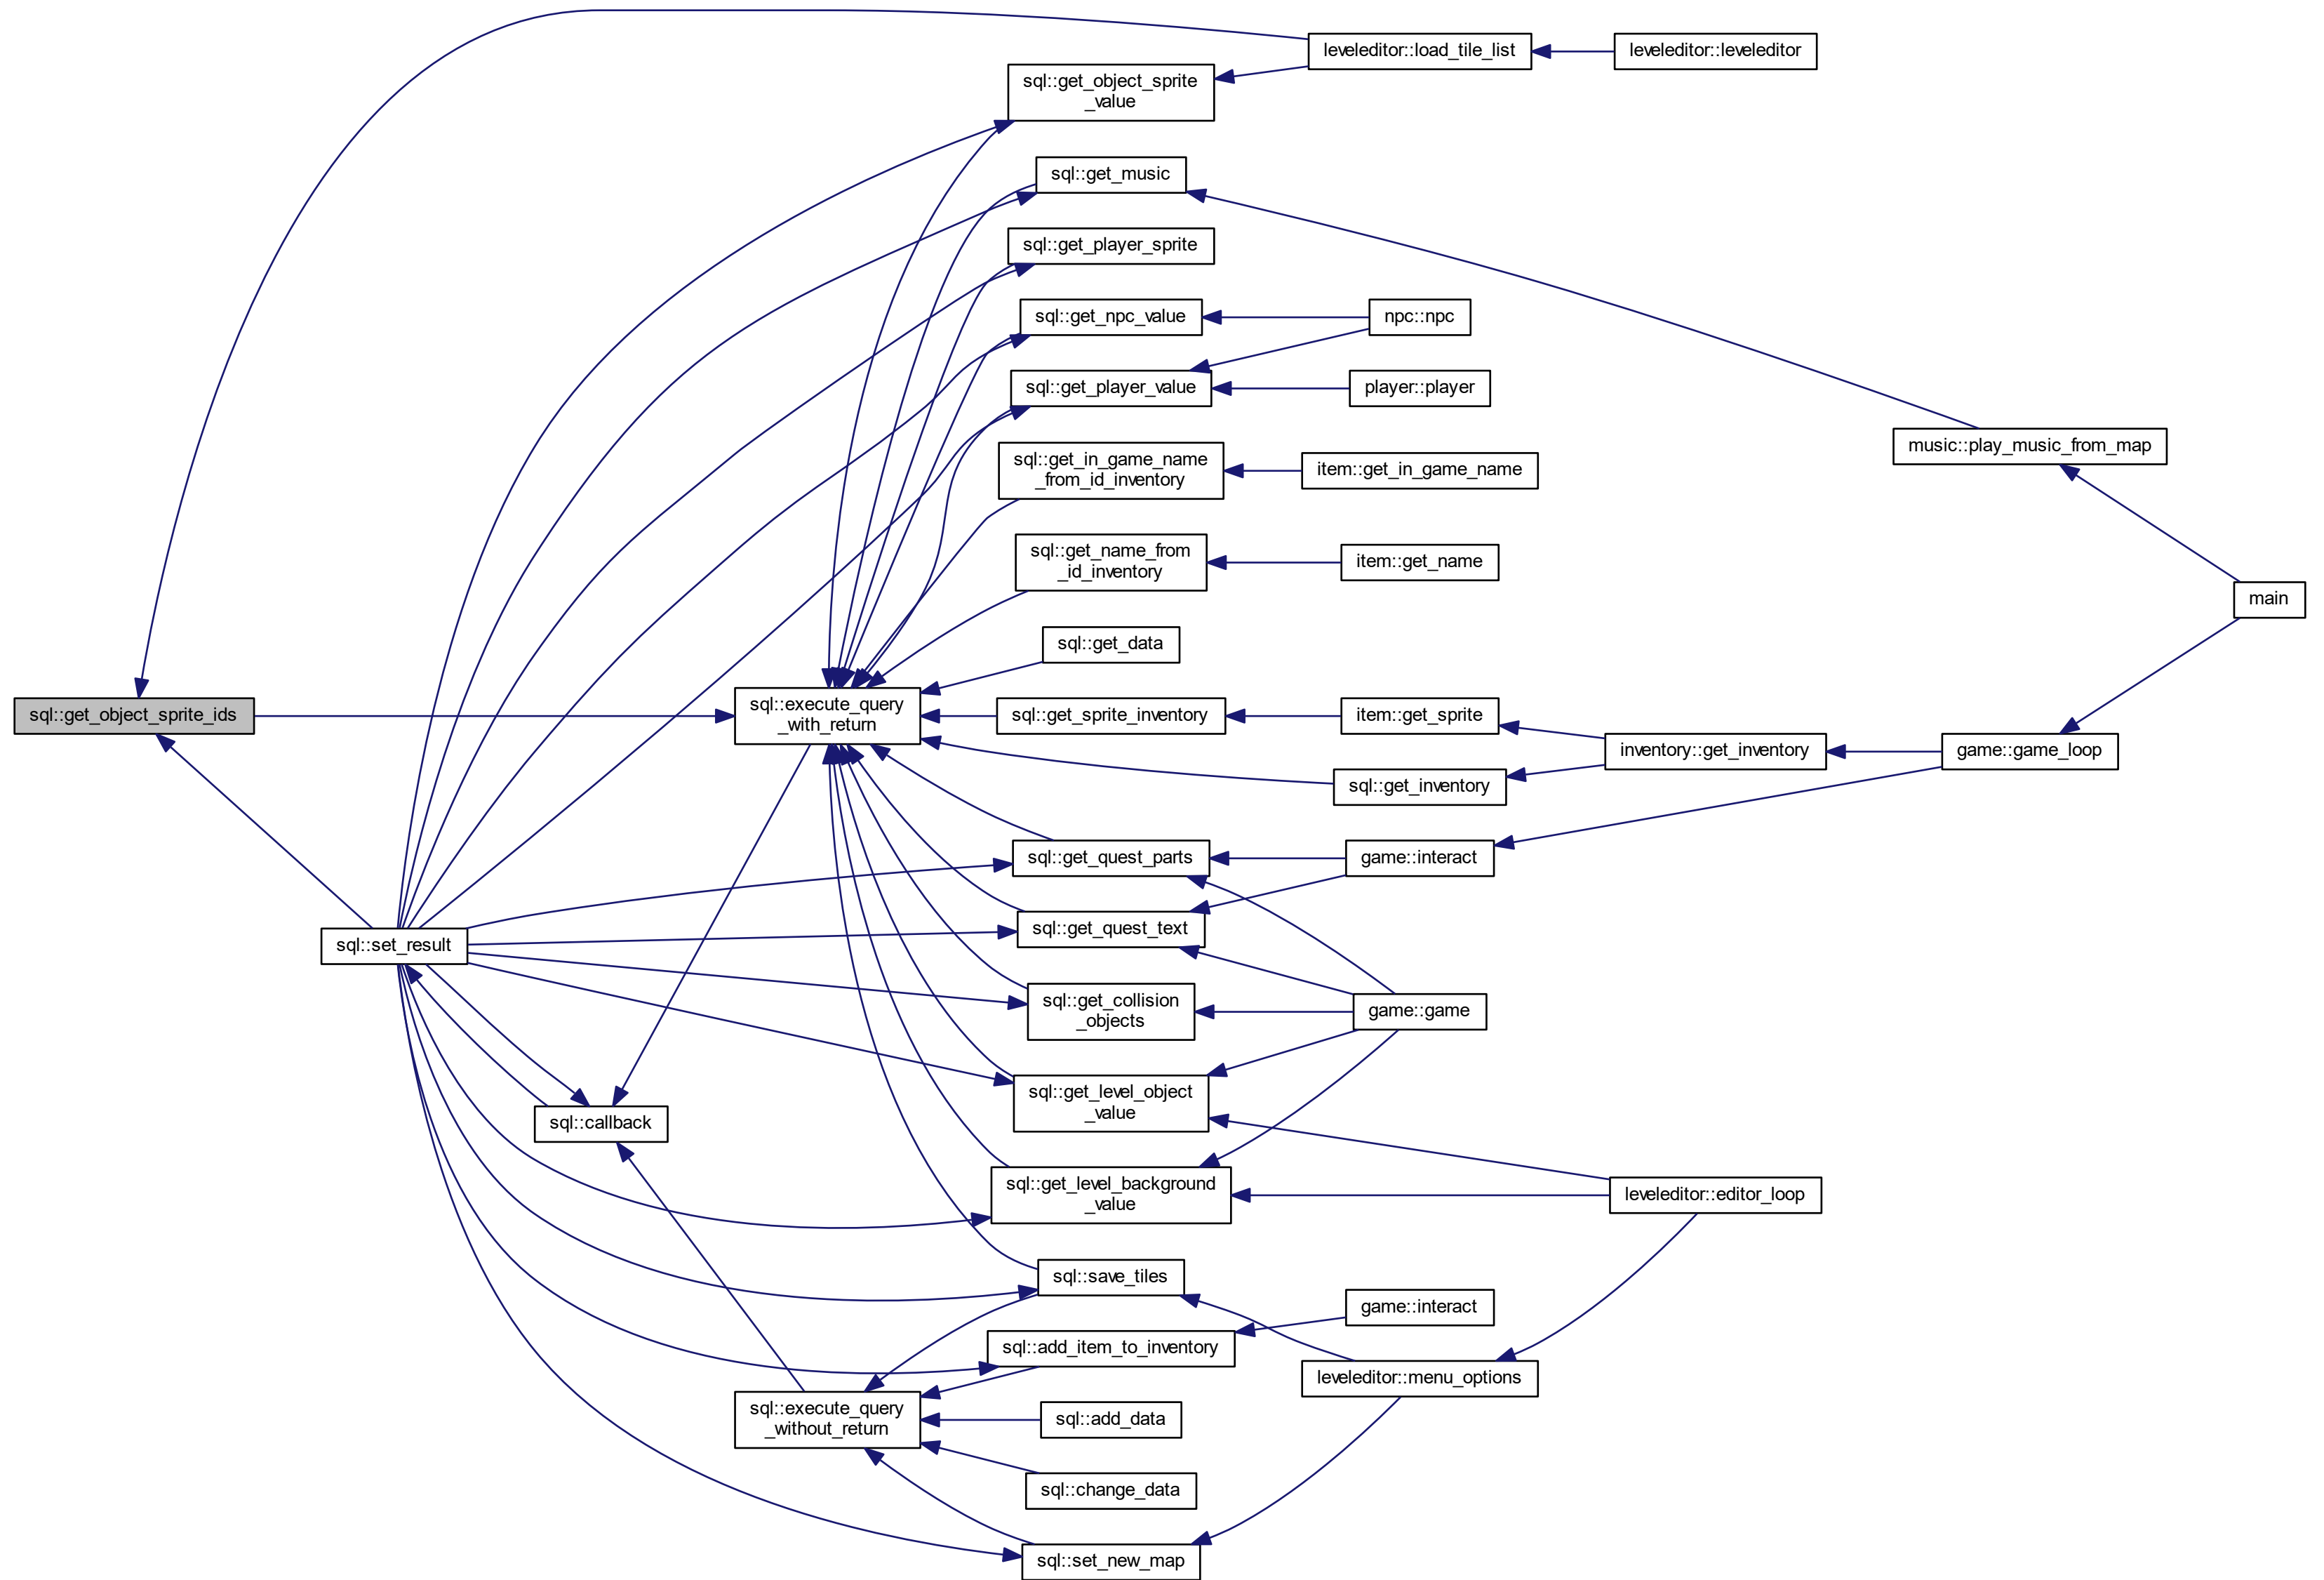 leveleditor::load_tile_list
leveleditor::leveleditor
sql::get_object_sprite
_value
sql::get_music
sql::get_player_sprite
sql::get_npc_value
npc::npc
sql::get_player_value
player::player
music::play_music_from_map
sql::get_in_game_name
_from_id_inventory
item::get_in_game_name
sql::get_name_from
_id_inventory
item::get_name
main
sql::get_data
sql::get_object_sprite_ids
sql::execute_query
_with_return
sql::get_sprite_inventory
item::get_sprite
inventory::get_inventory
game::game_loop
sql::get_inventory
sql::get_quest_parts
game::interact
sql::set_result
sql::get_quest_text
sql::get_collision
_objects
game::game
sql::get_level_object
_value
sql::callback
sql::get_level_background
_value
leveleditor::editor_loop
sql::save_tiles
game::interact
sql::add_item_to_inventory
leveleditor::menu_options
sql::execute_query
_without_return
sql::add_data
sql::change_data
sql::set_new_map